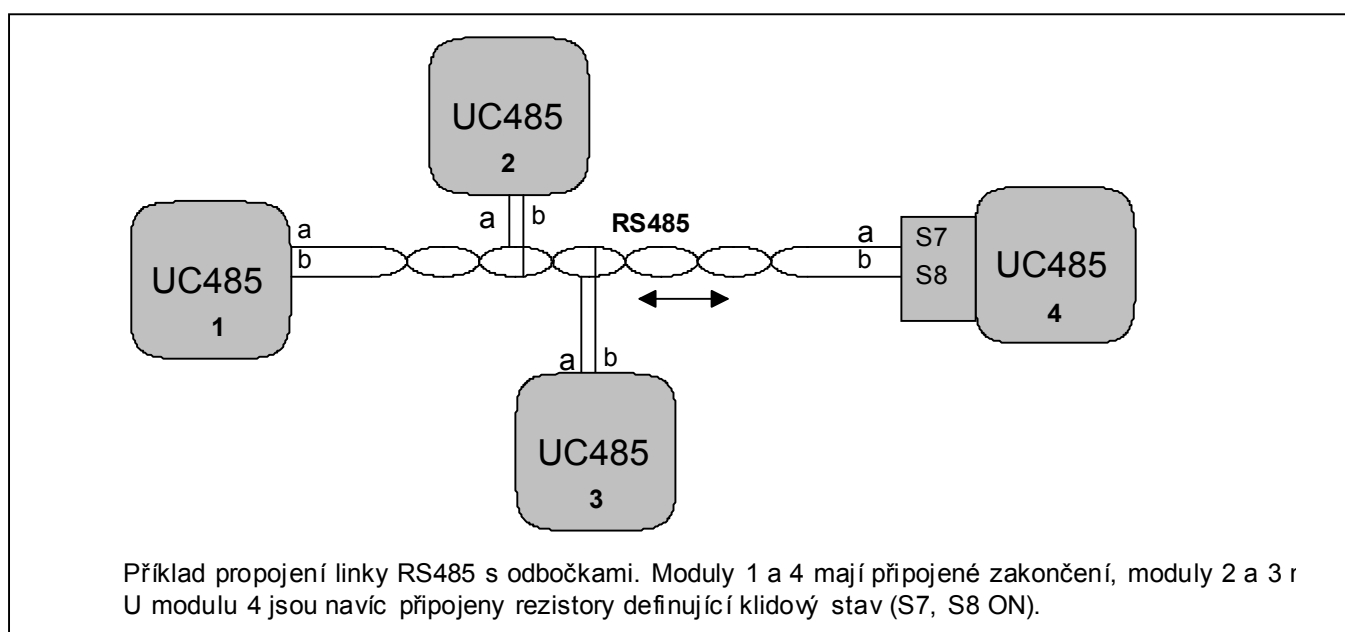 UC485
2
a b
RS485
a
b
UC485
1
a
b
S7
S8
UC485
4
a b
UC485
3
Příklad propojení linky RS485 s odbočkami. Moduly 1 a 4 mají připojené zakončení, moduly 2 a 3
U modulu 4 jsou navíc připojeny rezistory definující klidový stav (S7, S8 ON).